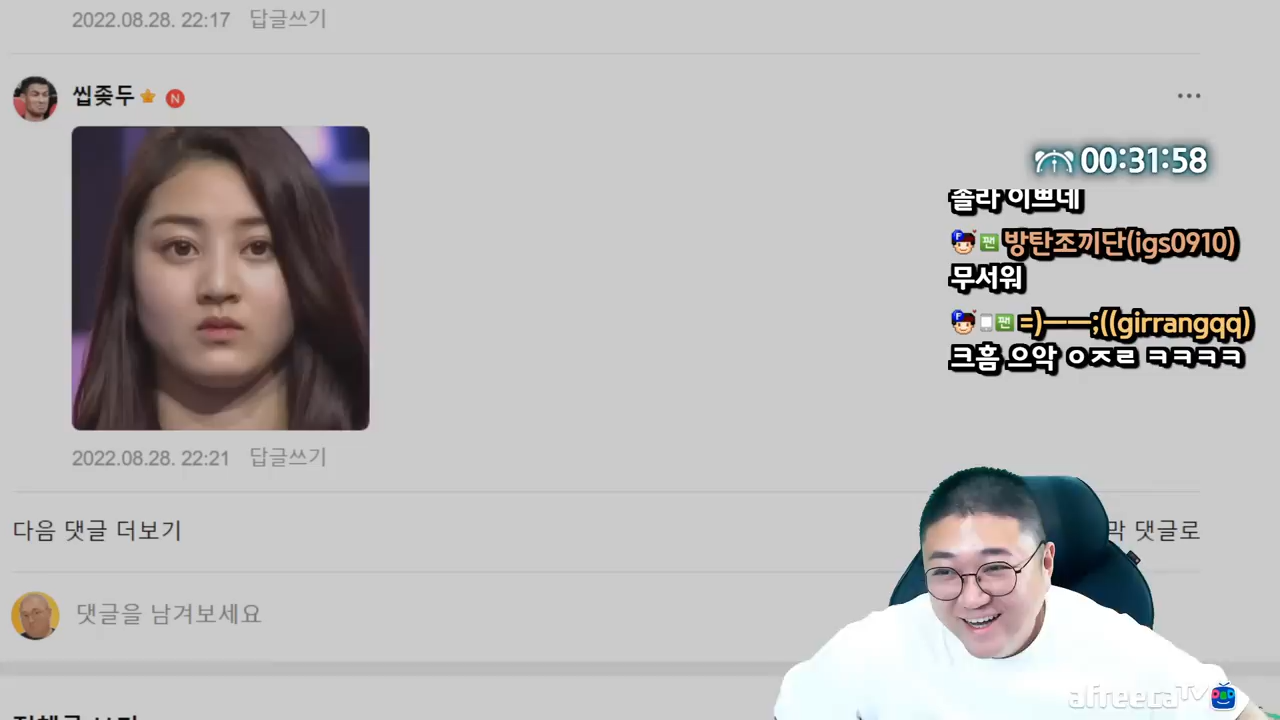 2022.08.28. 22:17 답글쓰기
씹좆두
N
00:31:58
졸라 이쁘네
방탄조끼단(igs0910)
무서워
=)——;((girrangqq)
크흠 으악 ㅇㅈㄹ ㅋㅋㅋㅋ
2022.08.28. 22:21 답글쓰기
다음 댓글 더보기
막 댓글로
댓글을 남겨보세요
afreecaTV